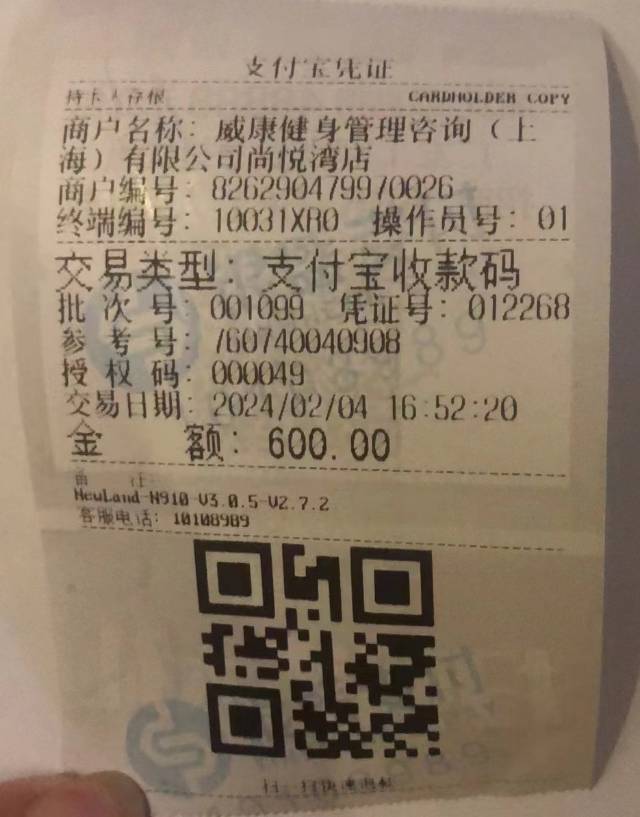 支付宝凭证
持卡人存根 CARDHOLDER COPY
商户名称：威康健身管理咨询（上
海）有限公司尚悦湾店
商户编号：826290479970026
终端编号：10031XR0 操作员号：01
交易类型：支付宝收款码
批 次 号：001099 凭证号：012268
参 考 号：760740040908
授 权 码：000049
交易日期：2024/02/04 16:52:20
金 额：600.00
备 注
NewLand-N910-V3.0.5-V2.7.2
客服电话：10108989